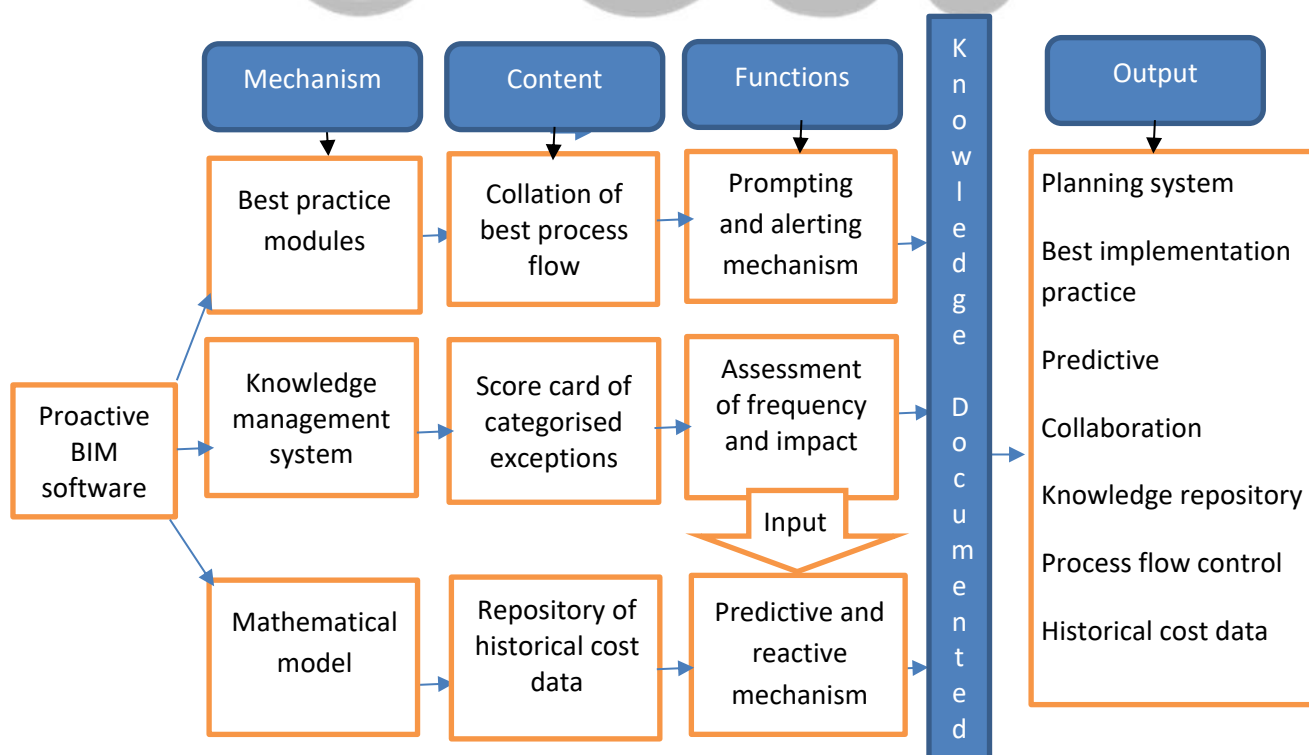 Mechanism
Content
Functions
Knowledge Documented
Output
Best practice
modules
Collation of
best process
flow
Prompting
and alerting
mechanism
Proactive
BIM
software
Knowledge
management
system
Score card of
categorised
exceptions
Assessment
of frequency
and impact
Input
Mathematical
model
Repository of
historical cost
data
Predictive and
reactive
mechanism
Planning system
Best implementation
practice
Predictive
Collaboration
Knowledge repository
Process flow control
Historical cost data